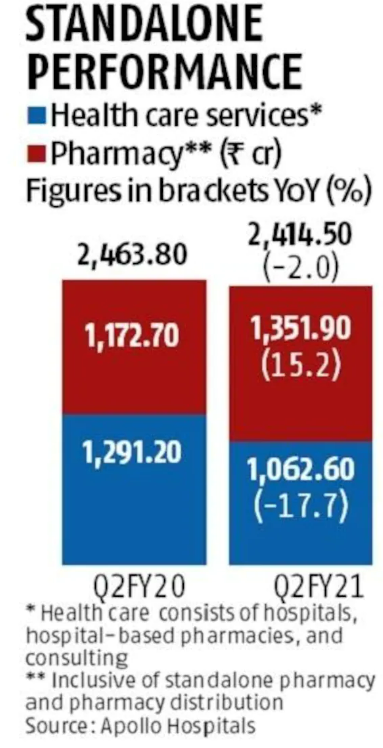 STANDALONE
PERFORMANCE
Health care services*
Pharmacy** (₹ cr)
Figures in brackets YoY (%)
2,463.80
2,414.50
(-2.0)
1,172.70
1,351.90
(15.2)
1,291.20
1,062.60
(-17.7)
Q2FY20
Q2FY21
* Health care consists of hospitals,
hospital-based pharmacies, and
consulting
** Inclusive of standalone pharmacy
and pharmacy distribution
Source: Apollo Hospitals